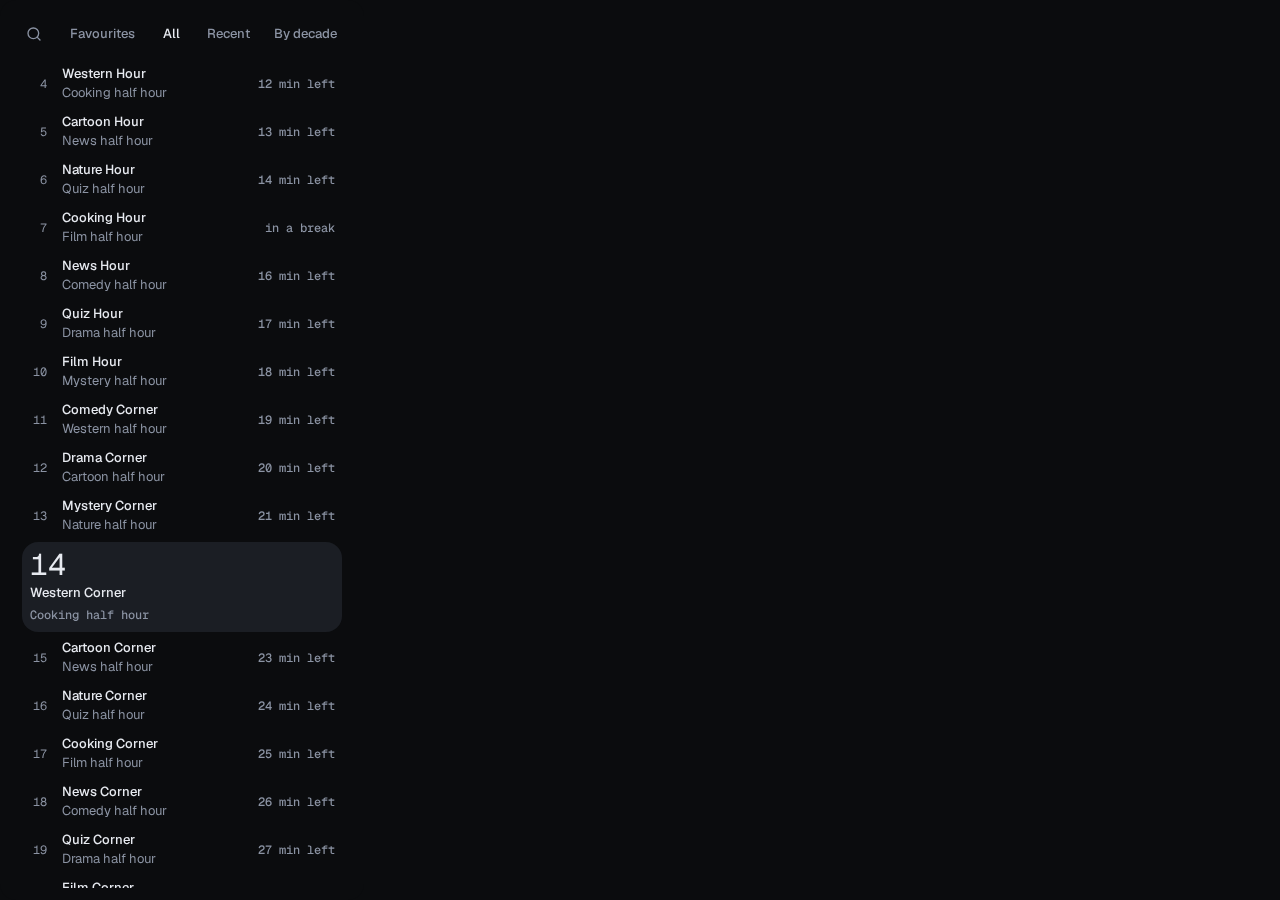 Favourites All Recent By decade
4 Western Hour 12 min left
Cooking half hour
5 Cartoon Hour 13 min left
News half hour
6 Nature Hour 14 min left
Quiz half hour
7 Cooking Hour in a break
Film half hour
8 News Hour 16 min left
Comedy half hour
9 Quiz Hour 17 min left
Drama half hour
10 Film Hour 18 min left
Mystery half hour
11 Comedy Corner 19 min left
Western half hour
12 Drama Corner 20 min left
Cartoon half hour
13 Mystery Corner 21 min left
Nature half hour
14
Western Corner
Cooking half hour
15 Cartoon Corner 23 min left
News half hour
16 Nature Corner 24 min left
Quiz half hour
17 Cooking Corner 25 min left
Film half hour
18 News Corner 26 min left
Comedy half hour
19 Quiz Corner 27 min left
Drama half hour
Film Corner